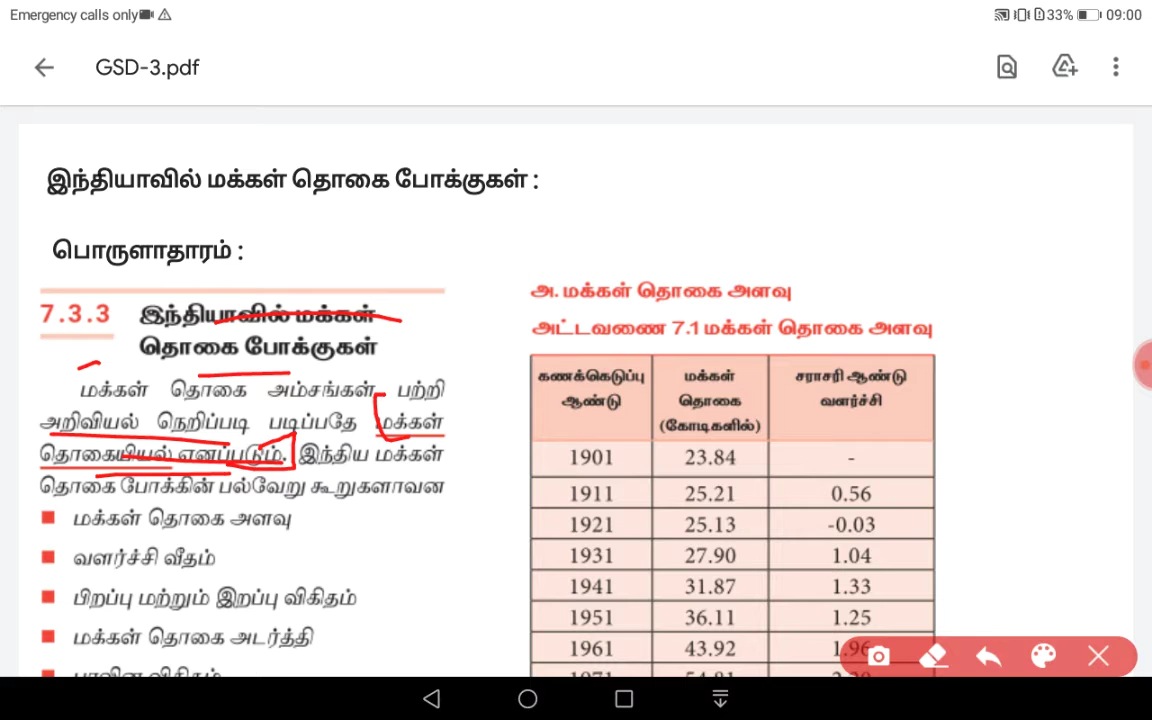 Emergency calls only
33% 09:00
GSD-3.pdf
இந்தியாவில் மக்கள் தொகை போக்குகள் :
பொருளாதாரம் :
7.3.3 இந்தியாவில் மக்கள்
தொகை போக்குகள்
மக்கள் தொகை அம்சங்கள் பற்றி
அறிவியல் நெறிப்படி படிப்பதே மக்கள்
தொகையியல் எனப்படும். இந்திய மக்கள்
தொகை போக்கின் பல்வேறு கூறுகளாவன
மக்கள் தொகை அளவு
வளர்ச்சி வீதம்
பிறப்பு மற்றும் இறப்பு விகிதம்
மக்கள் தொகை அடர்த்தி
அ. மக்கள் தொகை அளவு
அட்டவணை 7.1 மக்கள் தொகை அளவு
கணக்கெடுப்பு ஆண்டு மக்கள் தொகை (கோடிகளில்) சராசரி ஆண்டு வளர்ச்சி
1901 23.84 -
1911 25.21 0.56
1921 25.13 -0.03
1931 27.90 1.04
1941 31.87 1.33
1951 36.11 1.25
1961 43.92 1.96